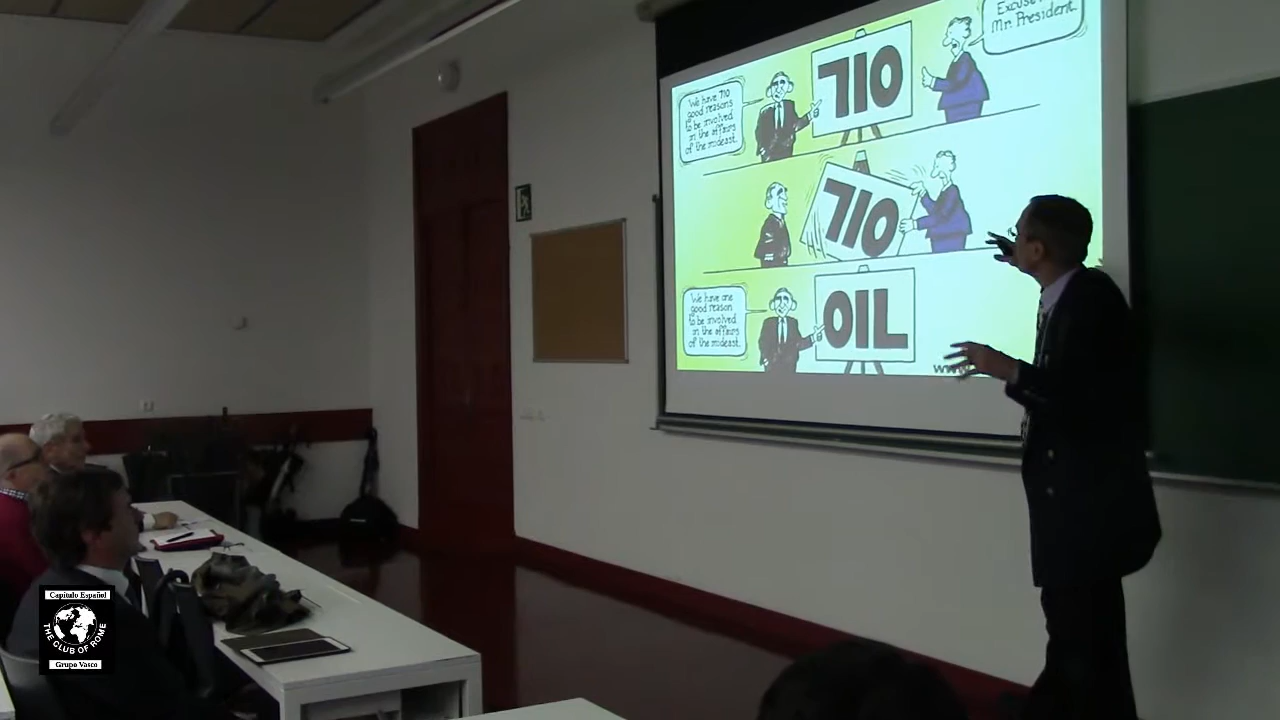 Excuse
Mr. President.
710
We have 710
good reasons
to be involved
in the affairs
of the mideast.
710
OIL
We have one
good reason
to be involved
in the affairs
of the mideast.
Capitulo Español
THE CLUB OF ROME
Grupo Vasco